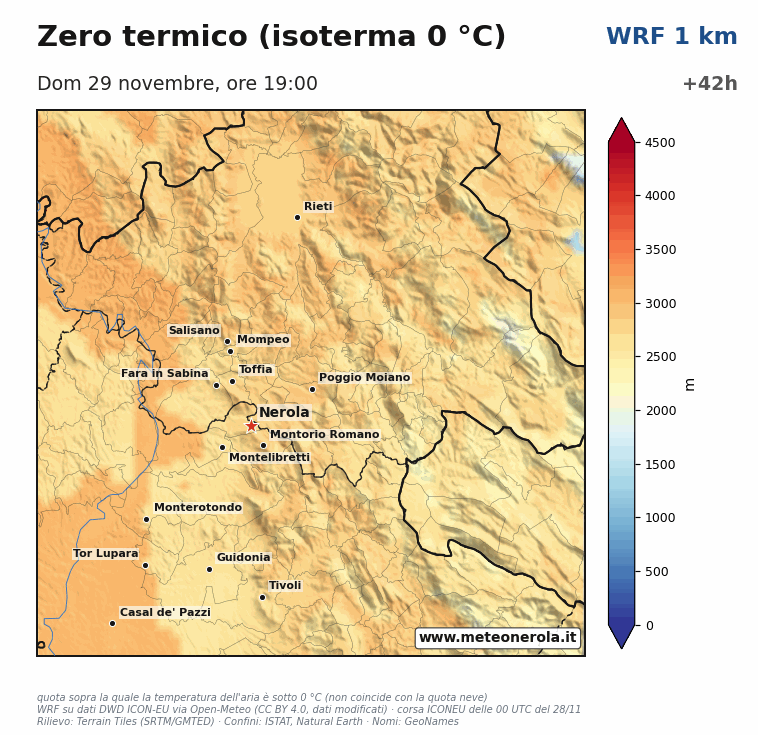 Zero termico (isoterma 0 °C)
WRF 1 km
Dom 29 novembre, ore 19:00
+42h
4500
4000
3500
3000
2500
2000
1500
1000
500
0
m
Rieti
Salisano
Mompeo
Toffia
Fara in Sabina
Poggio Moiano
Nerola
Montorio Romano
Montelibretti
Monterotondo
Tor Lupara
Guidonia
Tivoli
Casal de' Pazzi
www.meteonerola.it
quota sopra la quale la temperatura dell'aria è sotto 0 °C (non coincide con la quota neve)
WRF su dati DWD ICON-EU via Open-Meteo (CC BY 4.0, dati modificati) · corsa ICONEU delle 00 UTC del 28/11
Rilievo: Terrain Tiles (SRTM/GMTED) · Confini: ISTAT, Natural Earth · Nomi: GeoNames